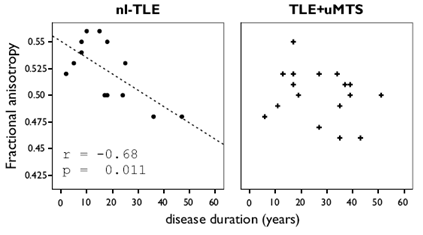 nl-TLE
TLE+uMTS
Fractional anisotropy
0.55
0.525
0.50
0.475
0.45
0.425
r = -0.68
p = 0.011
0 10 20 30 40 50 60
0 10 20 30 40 50 60
disease duration (years)